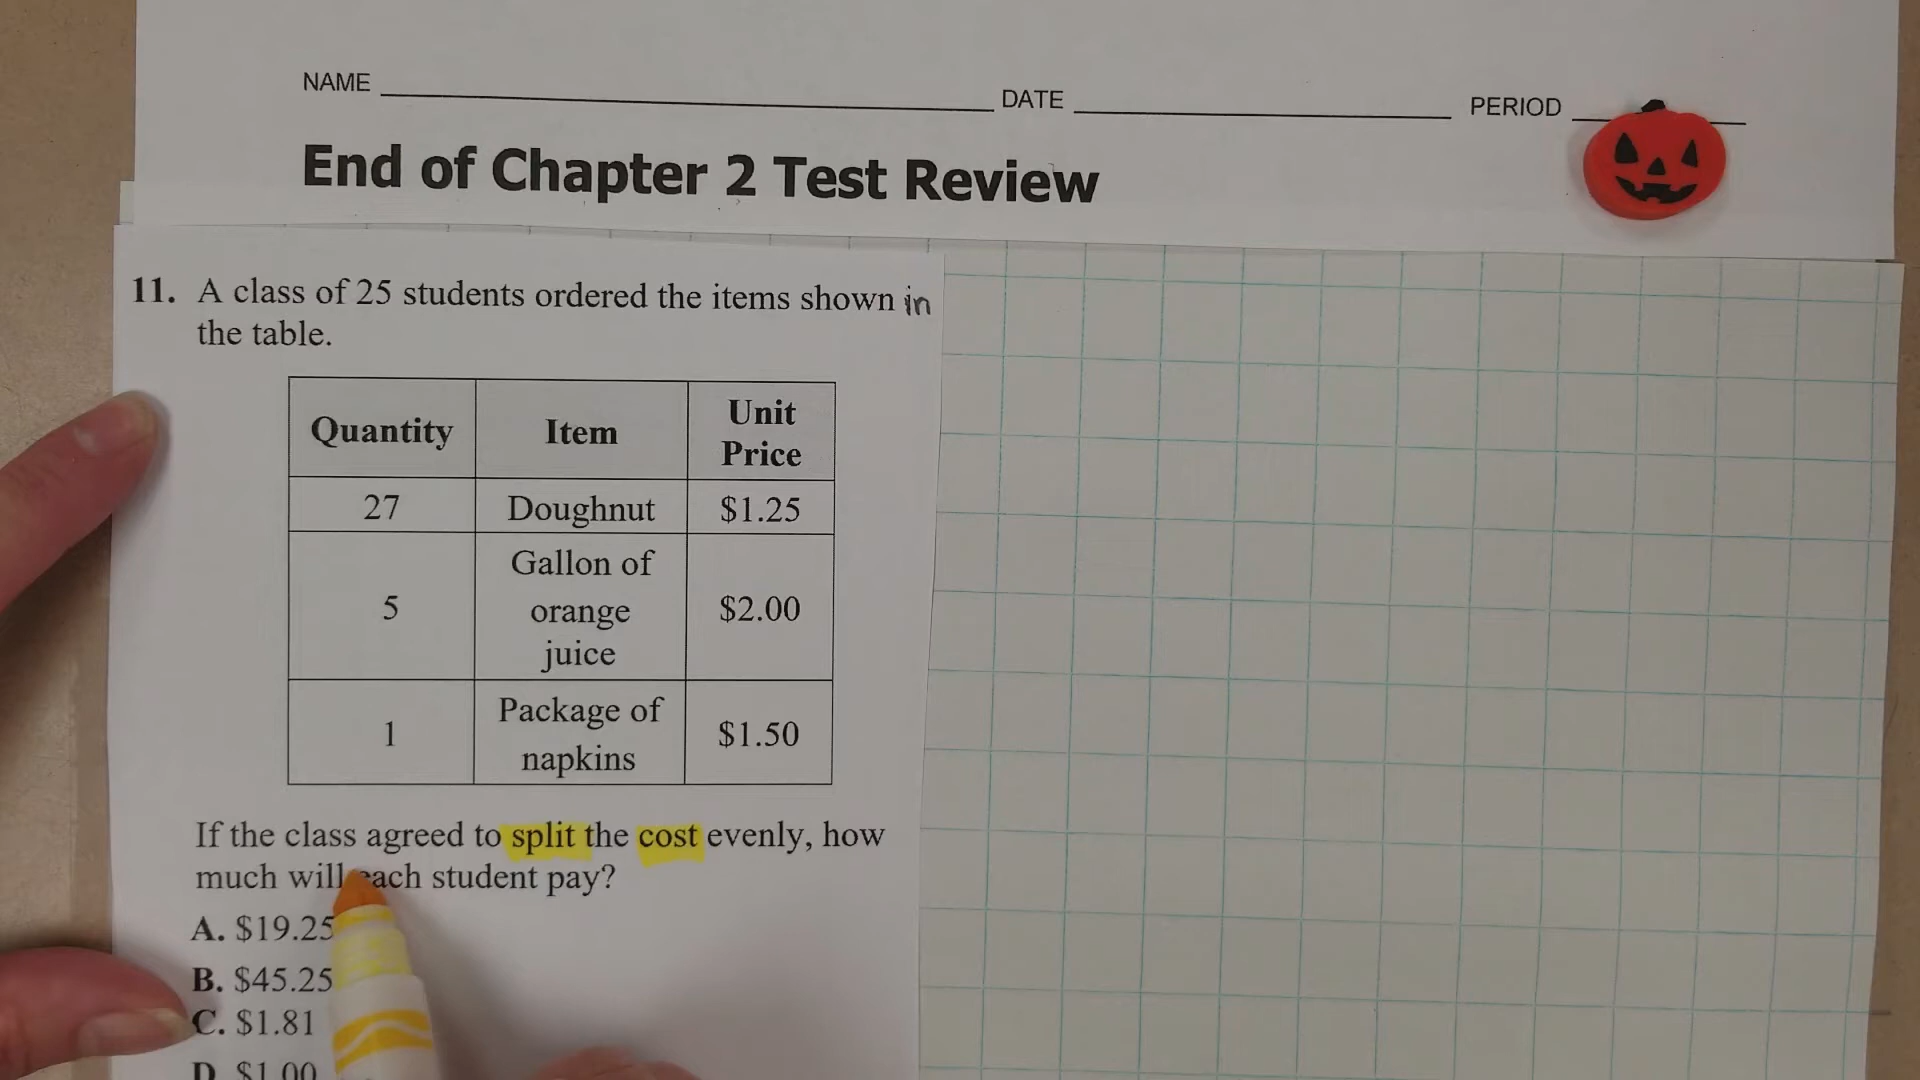 NAME DATE PERIOD
End of Chapter 2 Test Review
11. A class of 25 students ordered the items shown in
the table.
Quantity Item Unit Price
27 Doughnut $1.25
5 Gallon of orange juice $2.00
1 Package of napkins $1.50
If the class agreed to split the cost evenly, how
much will each student pay?
A. $19.25
B. $45.25
C. $1.81
D. $1.00